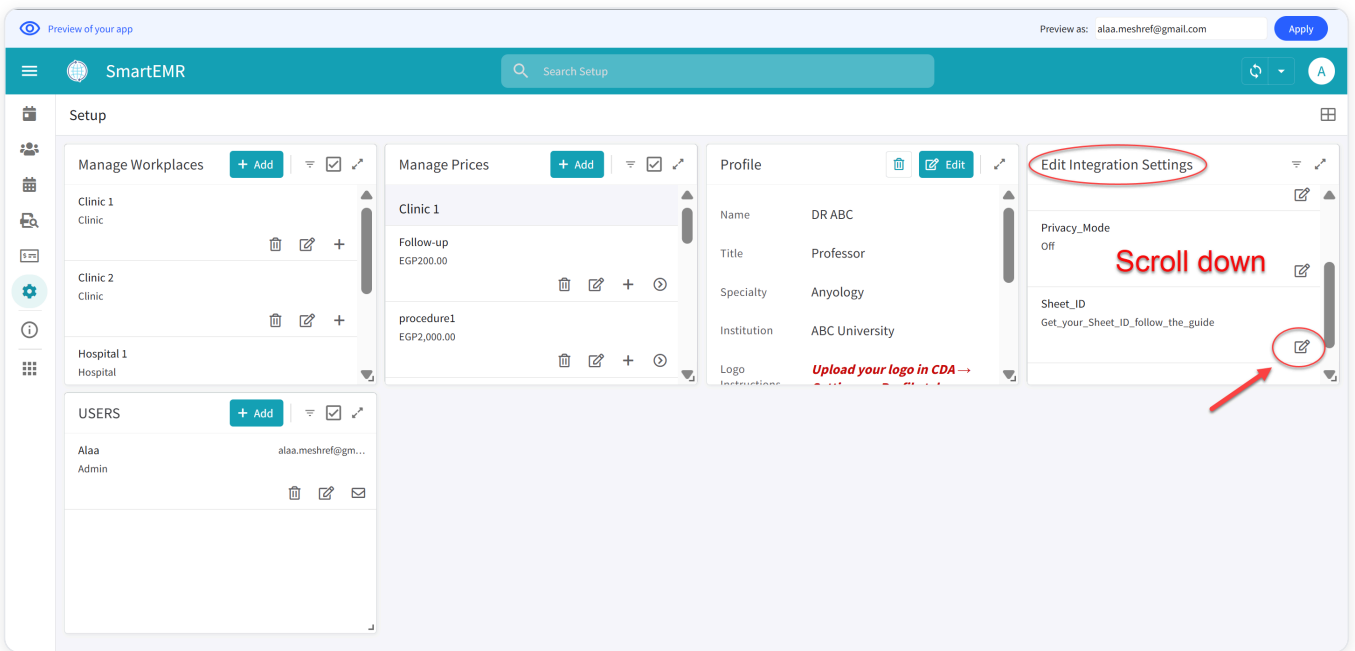 Preview of your app
Preview as: alaa.meshref@gmail.com Apply
SmartEMR
Search Setup
A
Setup
Manage Workplaces
+ Add
Clinic 1
Clinic
Clinic 2
Clinic
Hospital 1
Hospital
Manage Prices
+ Add
Clinic 1
Follow-up
EGP200.00
procedure1
EGP2,000.00
Profile
Edit
Name DR ABC
Title Professor
Specialty Anyology
Institution ABC University
Logo Upload your logo in CDA→
Instructions
Edit Integration Settings
Privacy_Mode
Off
Scroll down
Sheet_ID
Get_your_Sheet_ID_follow_the_guide
USERS
+ Add
Alaa alaa.meshref@gm...
Admin